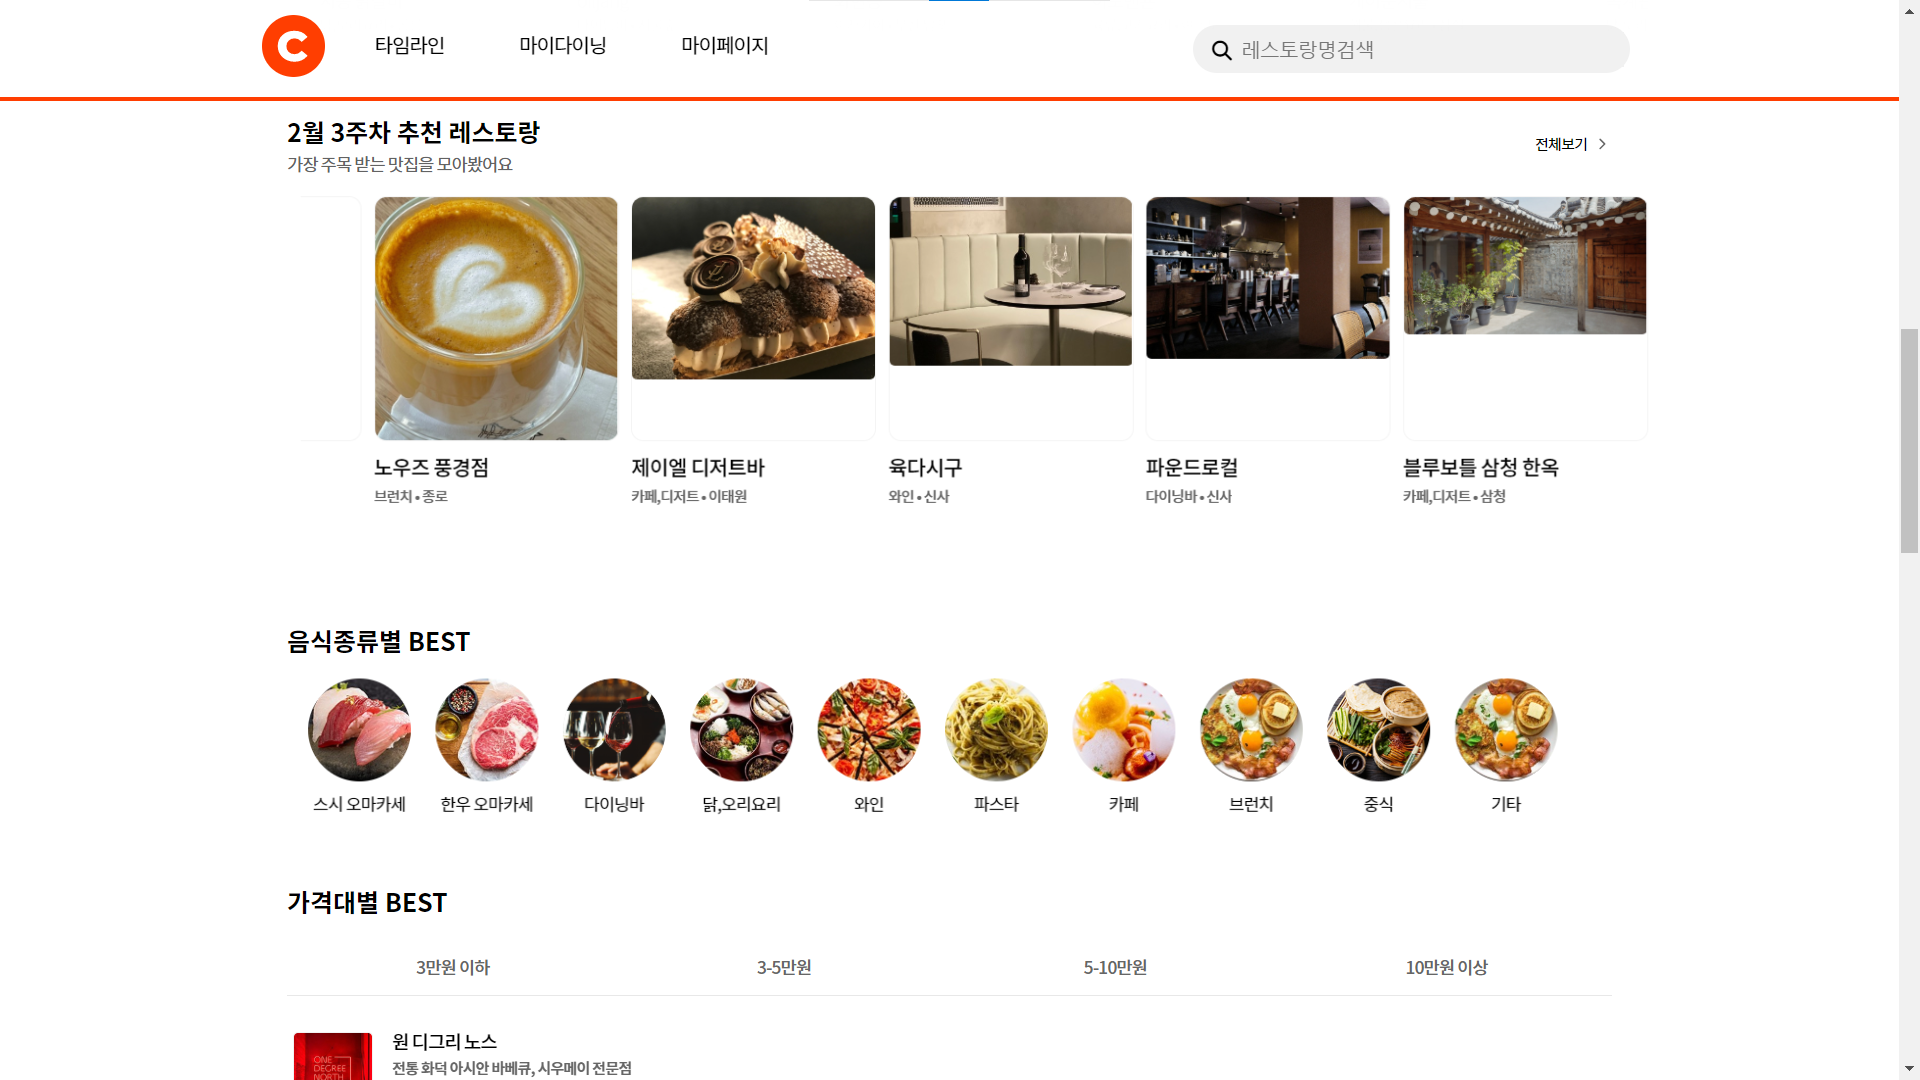 C
타임라인
마이다이닝
마이페이지
레스토랑명검색
2월 3주차 추천 레스토랑
가장 주목 받는 맛집을 모아봤어요
전체보기
노우즈 풍경점
브런치 • 종로
제이엘 디저트바
카페,디저트 • 이태원
육다시구
와인 • 신사
파운드로컬
다이닝바 • 신사
블루보틀 삼청 한옥
카페,디저트 • 삼청
음식종류별 BEST
스시 오마카세
한우 오마카세
다이닝바
닭,오리요리
와인
파스타
카페
브런치
중식
기타
가격대별 BEST
3만원 이하
3-5만원
5-10만원
10만원 이상
ONE
DEGREE
NORTH
원 디그리 노스
전통 화덕 아시안 바베큐, 시우메이 전문점